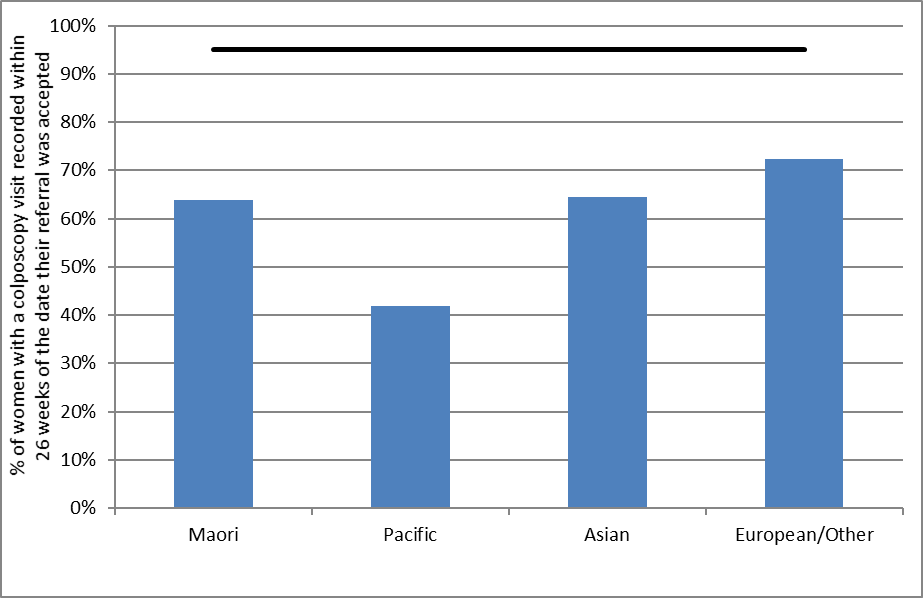 % of women with a colposcopy visit recorded within
26 weeks of the date their referral was accepted
100%
90%
80%
70%
60%
50%
40%
30%
20%
10%
0%
Maori
Pacific
Asian
European/Other